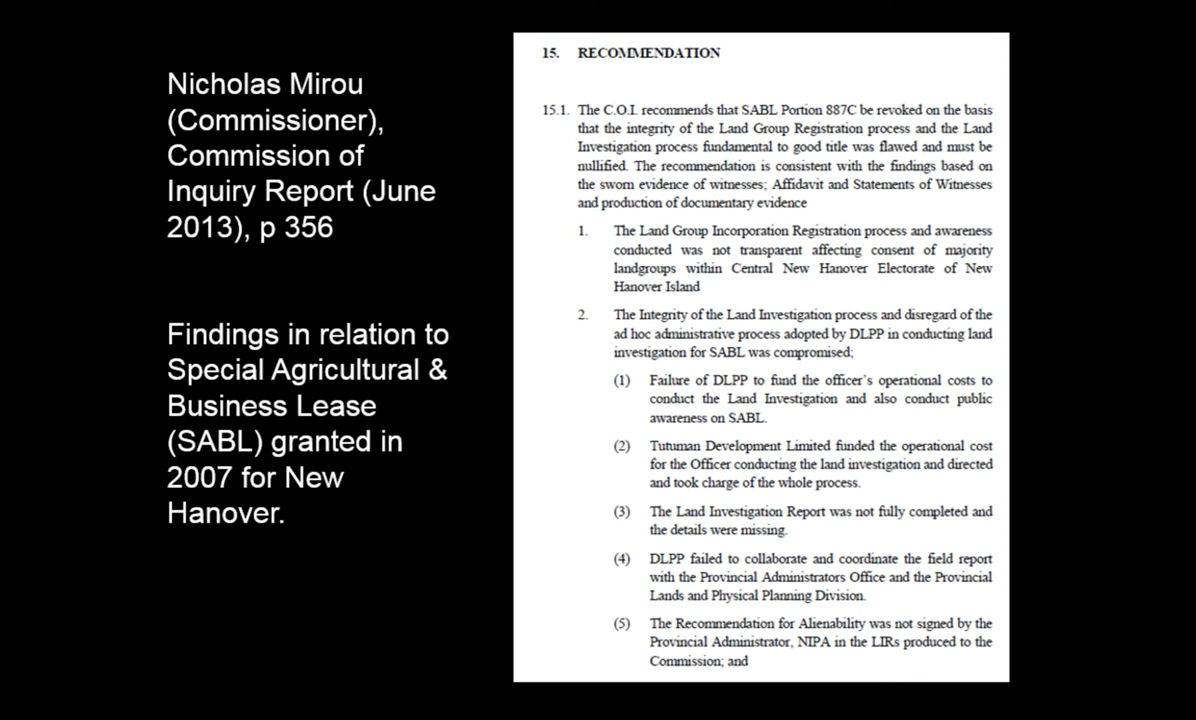 Nicholas Mirou
(Commissioner),
Commission of
Inquiry Report (June
2013), p 356
Findings in relation to
Special Agricultural &
Business Lease
(SABL) granted in
2007 for New
Hanover.
15. RECOMMENDATION
15.1. The C.O.I. recommends that SABL Portion 887C be revoked on the basis
that the integrity of the Land Group Registration process and the Land
Investigation process fundamental to good title was flawed and must be
nullified. The recommendation is consistent with the findings based on
the sworn evidence of witnesses; Affidavit and Statements of Witnesses
and production of documentary evidence
1. The Land Group Incorporation Registration process and awareness
conducted was not transparent affecting consent of majority
landgroups within Central New Hanover Electorate of New
Hanover Island
2. The Integrity of the Land Investigation process and disregard of the
ad hoc administrative process adopted by DLPP in conducting land
investigation for SABL was compromised;
(1) Failure of DLPP to fund the officer's operational costs to
conduct the Land Investigation and also conduct public
awareness on SABL.
(2) Tutuman Development Limited funded the operational cost
for the Officer conducting the land investigation and directed
and took charge of the whole process.
(3) The Land Investigation Report was not fully completed and
the details were missing.
(4) DLPP failed to collaborate and coordinate the field report
with the Provincial Administrators Office and the Provincial
Lands and Physical Planning Division.
(5) The Recommendation for Alienability was not signed by the
Provincial Administrator, NIPA in the LIRs produced to the
Commission; and